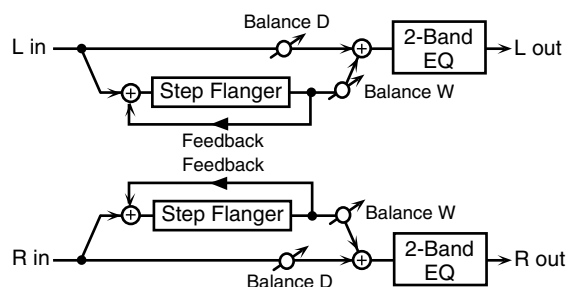 Balance D
L in
2-Band
EQ
L out
Step Flanger
Balance W
Feedback
Feedback
Step Flanger
Balance W
R in
2-Band
EQ
R out
Balance D